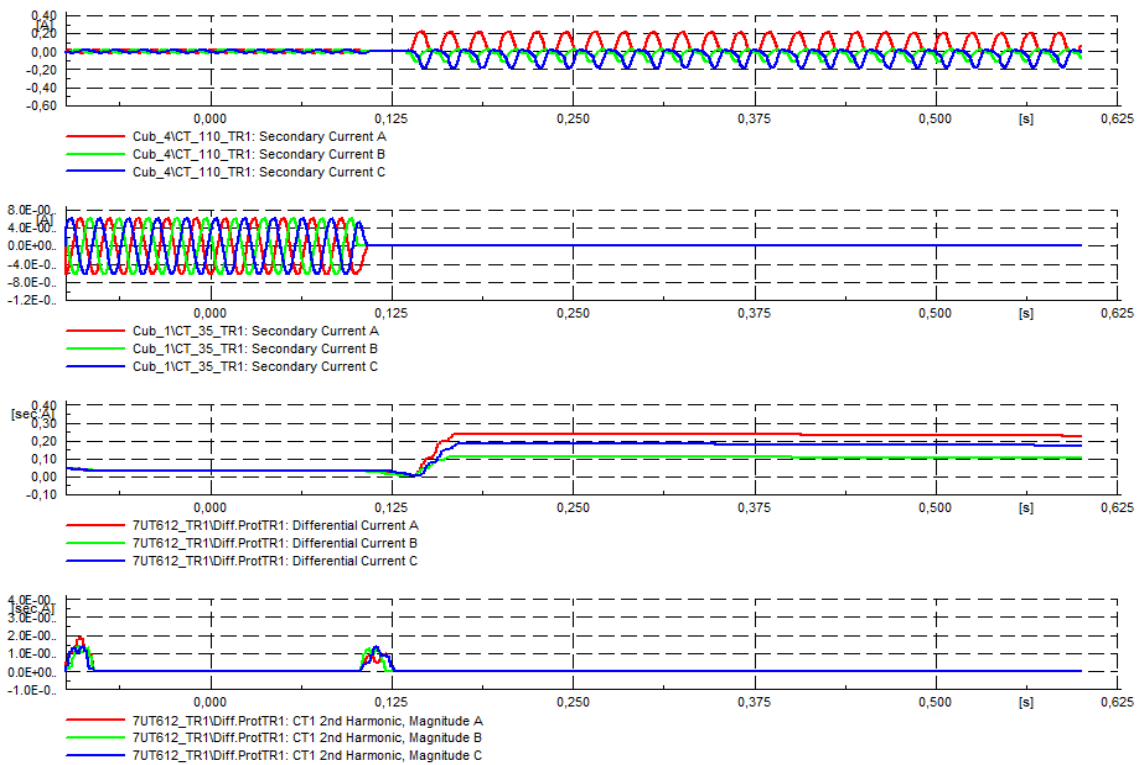 0,40
[A]
0,20
0,00
-0,20
-0,40
-0,60
0,000 0,125 0,250 0,375 0,500 [s] 0,625
Cub_4\CT_110_TR1: Secondary Current A
Cub_4\CT_110_TR1: Secondary Current B
Cub_4\CT_110_TR1: Secondary Current C
8.0E-00..
[A]
4.0E-00..
0.0E+00..
-4.0E-0..
-8.0E-0..
-1.2E-0..
0,000 0,125 0,250 0,375 0,500 [s] 0,625
Cub_1\CT_35_TR1: Secondary Current A
Cub_1\CT_35_TR1: Secondary Current B
Cub_1\CT_35_TR1: Secondary Current C
0,40
[sec.A]
0,30
0,20
0,10
0,00
-0,10
0,000 0,125 0,250 0,375 0,500 [s] 0,625
7UT612_TR1\Diff.ProtTR1: Differential Current A
7UT612_TR1\Diff.ProtTR1: Differential Current B
7UT612_TR1\Diff.ProtTR1: Differential Current C
4.0E-00..
[sec.A]
3.0E-00..
2.0E-00..
1.0E-00..
0.0E+00..
-1.0E-0..
0,000 0,125 0,250 0,375 0,500 [s] 0,625
7UT612_TR1\Diff.ProtTR1: CT1 2nd Harmonic, Magnitude A
7UT612_TR1\Diff.ProtTR1: CT1 2nd Harmonic, Magnitude B
7UT612_TR1\Diff.ProtTR1: CT1 2nd Harmonic, Magnitude C